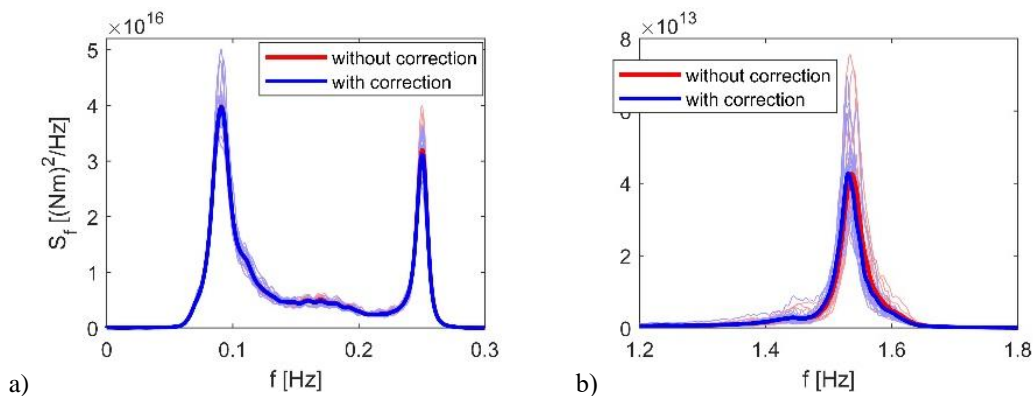 ×10^16
5
4
3
2
1
0
S_f [(Nm)^2/Hz]
without correction
with correction
0
0.1
0.2
0.3
f [Hz]
a)
×10^13
8
6
4
2
0
without correction
with correction
1.2
1.4
1.6
1.8
f [Hz]
b)